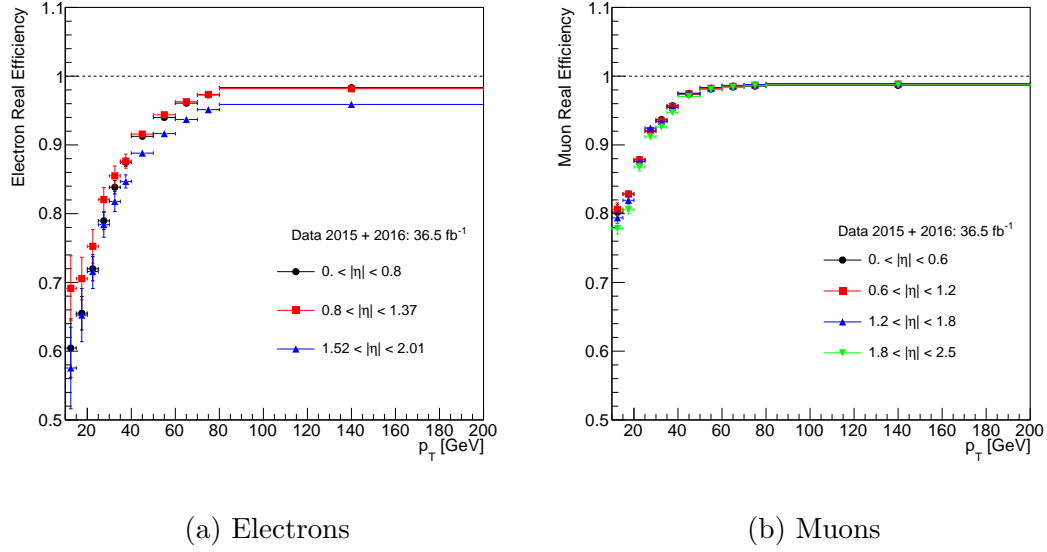 Electron Real Efficiency
1.1
1
0.9
0.8
0.7
0.6
0.5
Data 2015 + 2016: 36.5 fb⁻¹
0. < |η| < 0.8
0.8 < |η| < 1.37
1.52 < |η| < 2.01
20 40 60 80 100 120 140 160 180 200
p_T [GeV]
(a) Electrons
Muon Real Efficiency
1.1
1
0.9
0.8
0.7
0.6
0.5
Data 2015 + 2016: 36.5 fb⁻¹
0. < |η| < 0.6
0.6 < |η| < 1.2
1.2 < |η| < 1.8
1.8 < |η| < 2.5
20 40 60 80 100 120 140 160 180 200
p_T [GeV]
(b) Muons